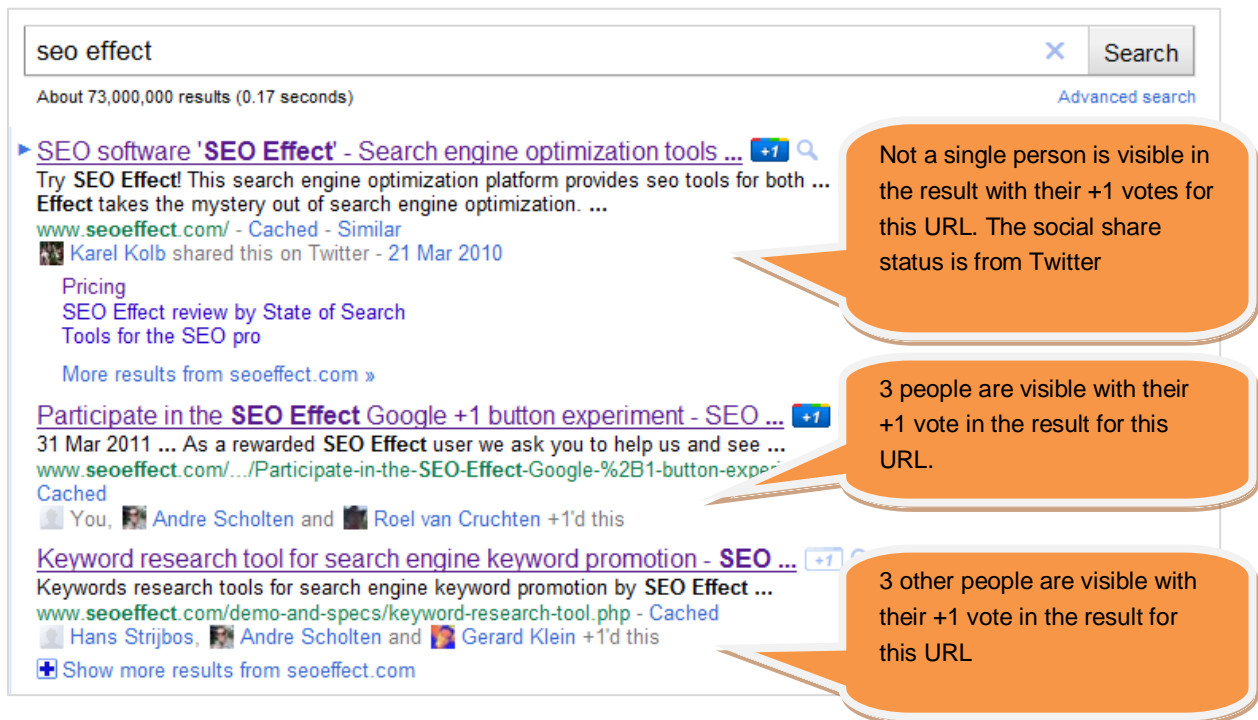 seo effect
Search
About 73,000,000 results (0.17 seconds)
Advanced search
SEO software 'SEO Effect' - Search engine optimization tools ... +1
Try SEO Effect! This search engine optimization platform provides seo tools for both ...
Effect takes the mystery out of search engine optimization. ...
www.seoeffect.com/ - Cached - Similar
Karel Kolb shared this on Twitter - 21 Mar 2010
Pricing
SEO Effect review by State of Search
Tools for the SEO pro
More results from seoeffect.com »
Not a single person is visible in
the result with their +1 votes for
this URL. The social share
status is from Twitter
Participate in the SEO Effect Google +1 button experiment - SEO ... +1
31 Mar 2011 ... As a rewarded SEO Effect user we ask you to help us and see ...
www.seoeffect.com/.../Participate-in-the-SEO-Effect-Google-%2B1-button-experi
Cached
You, Andre Scholten and Roel van Cruchten +1'd this
3 people are visible with their
+1 vote in the result for this
URL.
Keyword research tool for search engine keyword promotion - SEO ... +1
Keywords research tools for search engine keyword promotion by SEO Effect ...
www.seoeffect.com/demo-and-specs/keyword-research-tool.php - Cached
Hans Strijbos, Andre Scholten and Gerard Klein +1'd this
Show more results from seoeffect.com
3 other people are visible with
their +1 vote in the result for
this URL